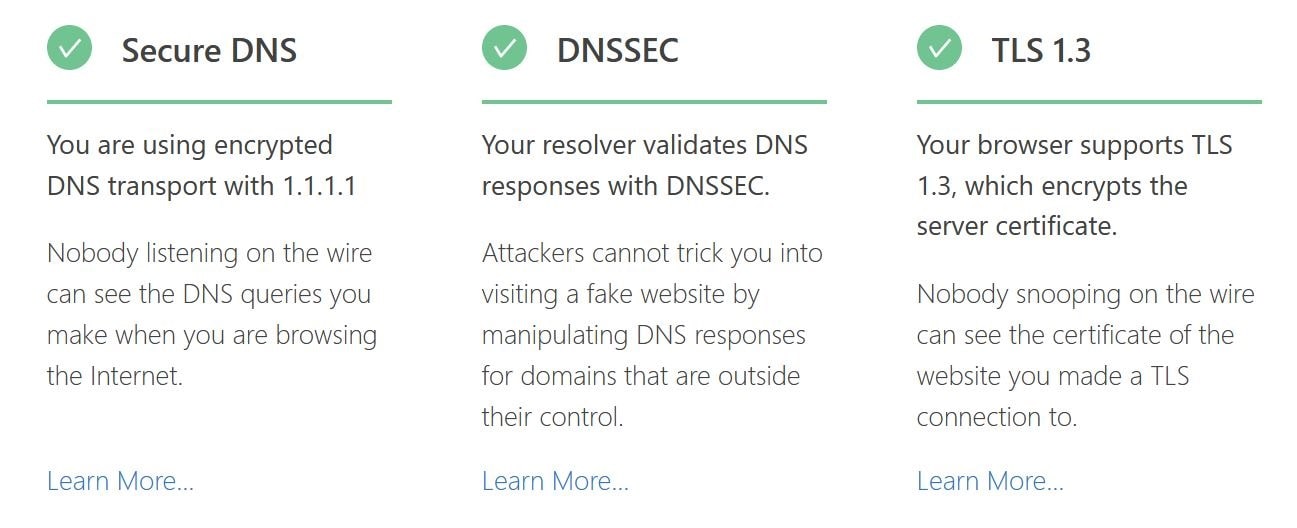 Secure DNS
You are using encrypted
DNS transport with 1.1.1.1
Nobody listening on the wire
can see the DNS queries you
make when you are browsing
the Internet.
Learn More...
DNSSEC
Your resolver validates DNS
responses with DNSSEC.
Attackers cannot trick you into
visiting a fake website by
manipulating DNS responses
for domains that are outside
their control.
Learn More...
TLS 1.3
Your browser supports TLS
1.3, which encrypts the
server certificate.
Nobody snooping on the wire
can see the certificate of the
website you made a TLS
connection to.
Learn More...